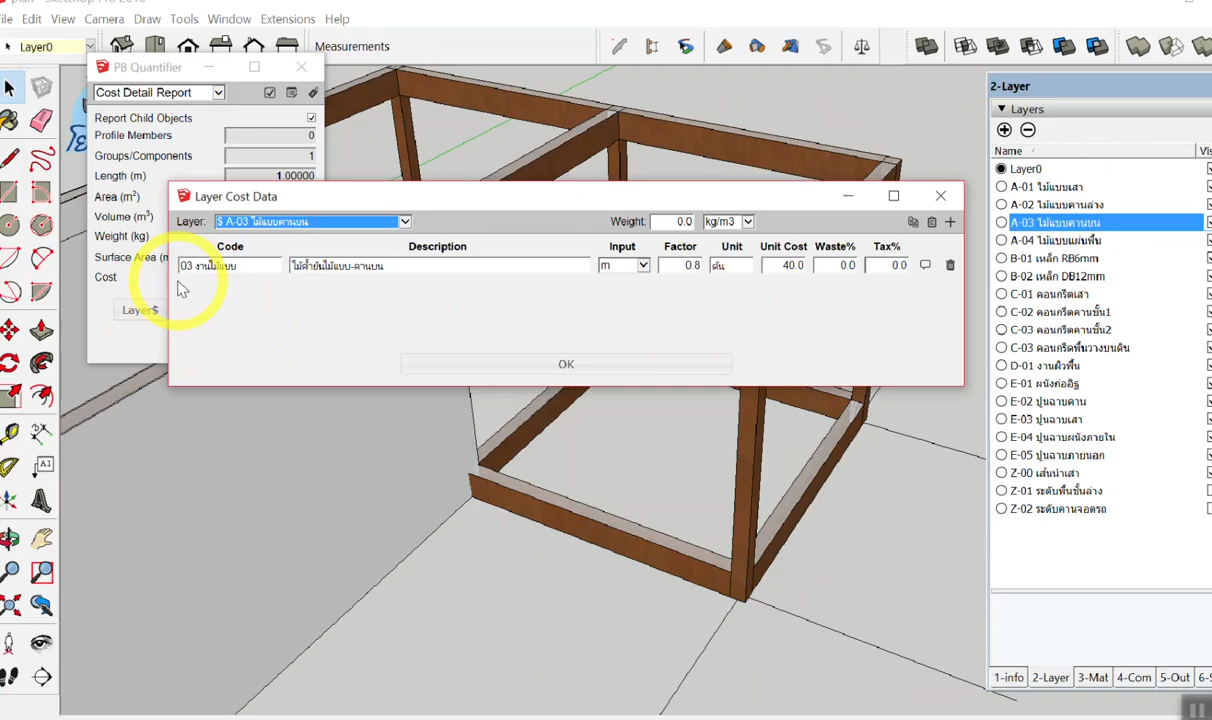 File Edit View Camera Draw Tools Window Extensions Help
Layer0
Measurements
PB Quantifier
Cost Detail Report
Report Child Objects
Profile Members 0
Groups/Components 1
Length (m) 1.00000
Area (m²)
Volume (m³)
Weight (kg)
Surface Area (m
Cost
Layer$
Layer Cost Data
Layer: $ A-03 ไม้แบบคานบน Weight: 0.0 kg/m3
Code Description Input Factor Unit Unit Cost Waste% Tax%
03 งานไม้แบบ ไม้ค้ำยันไม้แบบ-คานบน m 0.8 ต้น 40.0 0.0 0.0
OK
2-Layer
Layers
Name Vis
Layer0
A-01 ไม้แบบเสา
A-02 ไม้แบบคานล่าง
A-03 ไม้แบบคานบน
A-04 ไม้แบบแผ่นพื้น
B-01 เหล็ก RB6mm
B-02 เหล็ก DB12mm
C-01 คอนกรีตเสา
C-02 คอนกรีตคานชั้น1
C-03 คอนกรีตคานชั้น2
C-03 คอนกรีตพื้นวางบนดิน
D-01 งานผิวพื้น
E-01 ผนังก่ออิฐ
E-02 ปูนฉาบคาน
E-03 ปูนฉาบเสา
E-04 ปูนฉาบผนังภายใน
E-05 ปูนฉาบภายนอก
Z-00 เส้นนำเสา
Z-01 ระดับพื้นชั้นล่าง
Z-02 ระดับคานจอดรถ
1-info 2-Layer 3-Mat 4-Com 5-Out 6-S